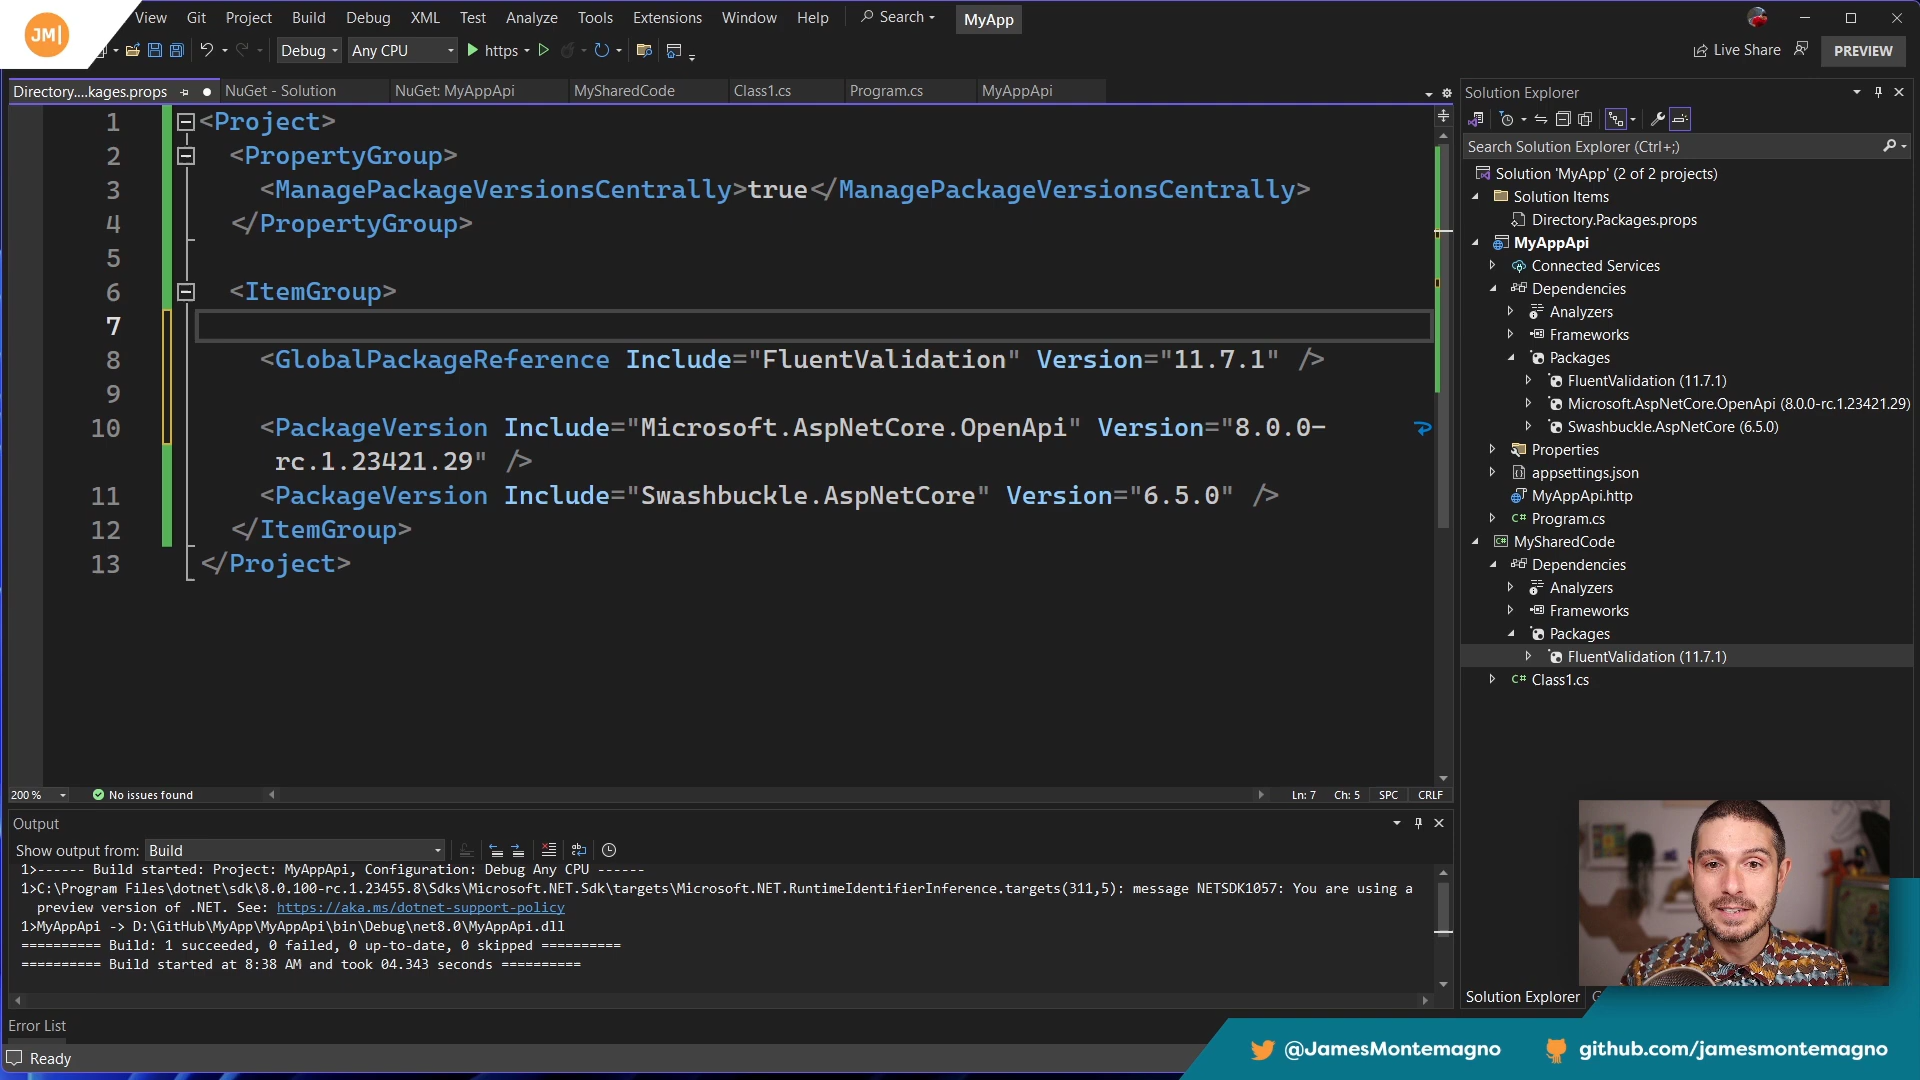 JM|
View Git Project Build Debug XML Test Analyze Tools Extensions Window Help Search MyApp
Debug Any CPU https Live Share PREVIEW
Directory....kages.props NuGet - Solution NuGet: MyAppApi MySharedCode Class1.cs Program.cs MyAppApi
1 <Project>
2 <PropertyGroup>
3 <ManagePackageVersionsCentrally>true</ManagePackageVersionsCentrally>
4 </PropertyGroup>
5
6 <ItemGroup>
7
8 <GlobalPackageReference Include="FluentValidation" Version="11.7.1" />
9
10 <PackageVersion Include="Microsoft.AspNetCore.OpenApi" Version="8.0.0-
rc.1.23421.29" />
11 <PackageVersion Include="Swashbuckle.AspNetCore" Version="6.5.0" />
12 </ItemGroup>
13 </Project>
200 % No issues found Ln: 7 Ch: 5 SPC CRLF
Output
Show output from: Build
1>------ Build started: Project: MyAppApi, Configuration: Debug Any CPU ------
1>C:\Program Files\dotnet\sdk\8.0.100-rc.1.23455.8\Sdks\Microsoft.NET.Sdk\targets\Microsoft.NET.RuntimeIdentifierInference.targets(311,5): message NETSDK1057: You are using a
preview version of .NET. See: https://aka.ms/dotnet-support-policy
1>MyAppApi -> D:\GitHub\MyApp\MyAppApi\bin\Debug\net8.0\MyAppApi.dll
========== Build: 1 succeeded, 0 failed, 0 up-to-date, 0 skipped ==========
========== Build started at 8:38 AM and took 04.343 seconds ==========
Error List
Ready
Solution Explorer
Search Solution Explorer (Ctrl+;)
Solution 'MyApp' (2 of 2 projects)
Solution Items
Directory.Packages.props
MyAppApi
Connected Services
Dependencies
Analyzers
Frameworks
Packages
FluentValidation (11.7.1)
Microsoft.AspNetCore.OpenApi (8.0.0-rc.1.23421.29)
Swashbuckle.AspNetCore (6.5.0)
Properties
appsettings.json
MyAppApi.http
C# Program.cs
MySharedCode
Dependencies
Analyzers
Frameworks
Packages
FluentValidation (11.7.1)
C# Class1.cs
Solution Explorer
@JamesMontemagno github.com/jamesmontemagno